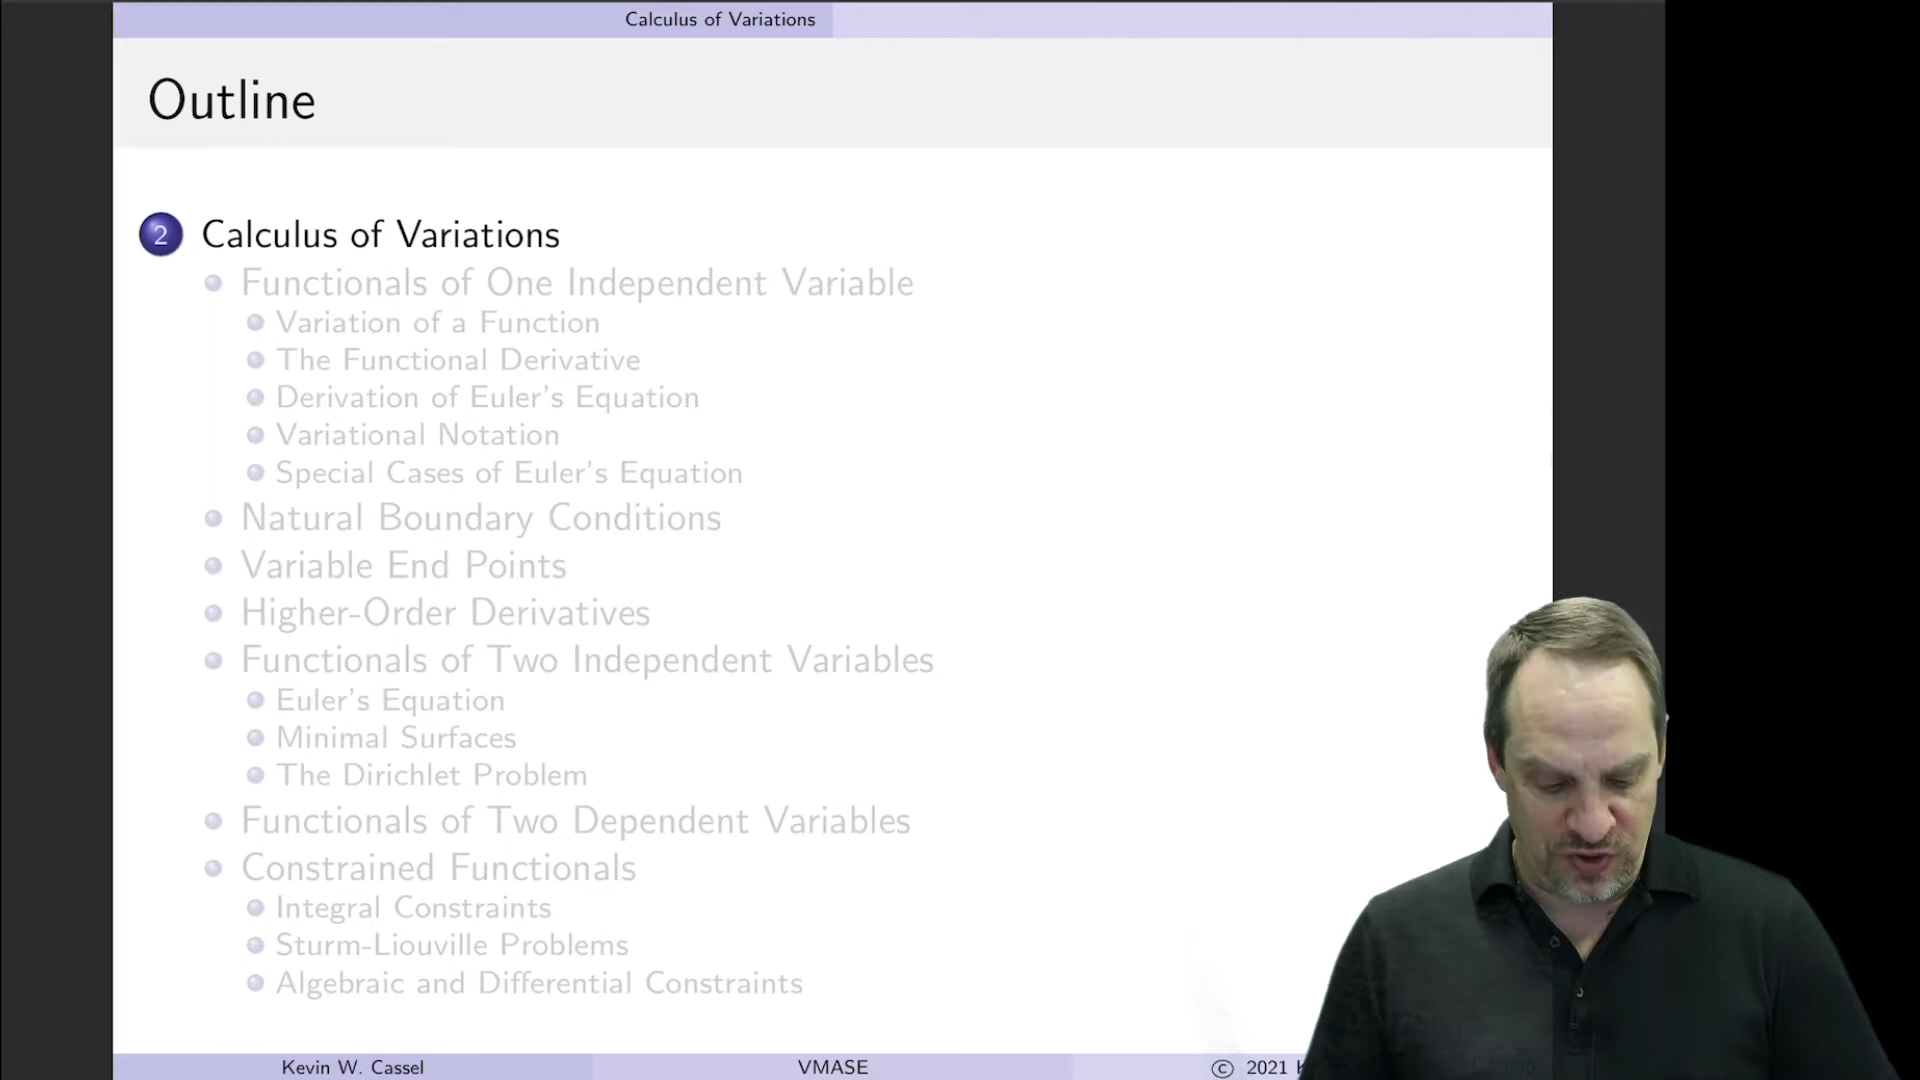 Calculus of Variations
Outline
2 Calculus of Variations
Functionals of One Independent Variable
Variation of a Function
The Functional Derivative
Derivation of Euler's Equation
Variational Notation
Special Cases of Euler's Equation
Natural Boundary Conditions
Variable End Points
Higher-Order Derivatives
Functionals of Two Independent Variables
Euler's Equation
Minimal Surfaces
The Dirichlet Problem
Functionals of Two Dependent Variables
Constrained Functionals
Integral Constraints
Sturm-Liouville Problems
Algebraic and Differential Constraints
Kevin W. Cassel VMASE © 2021